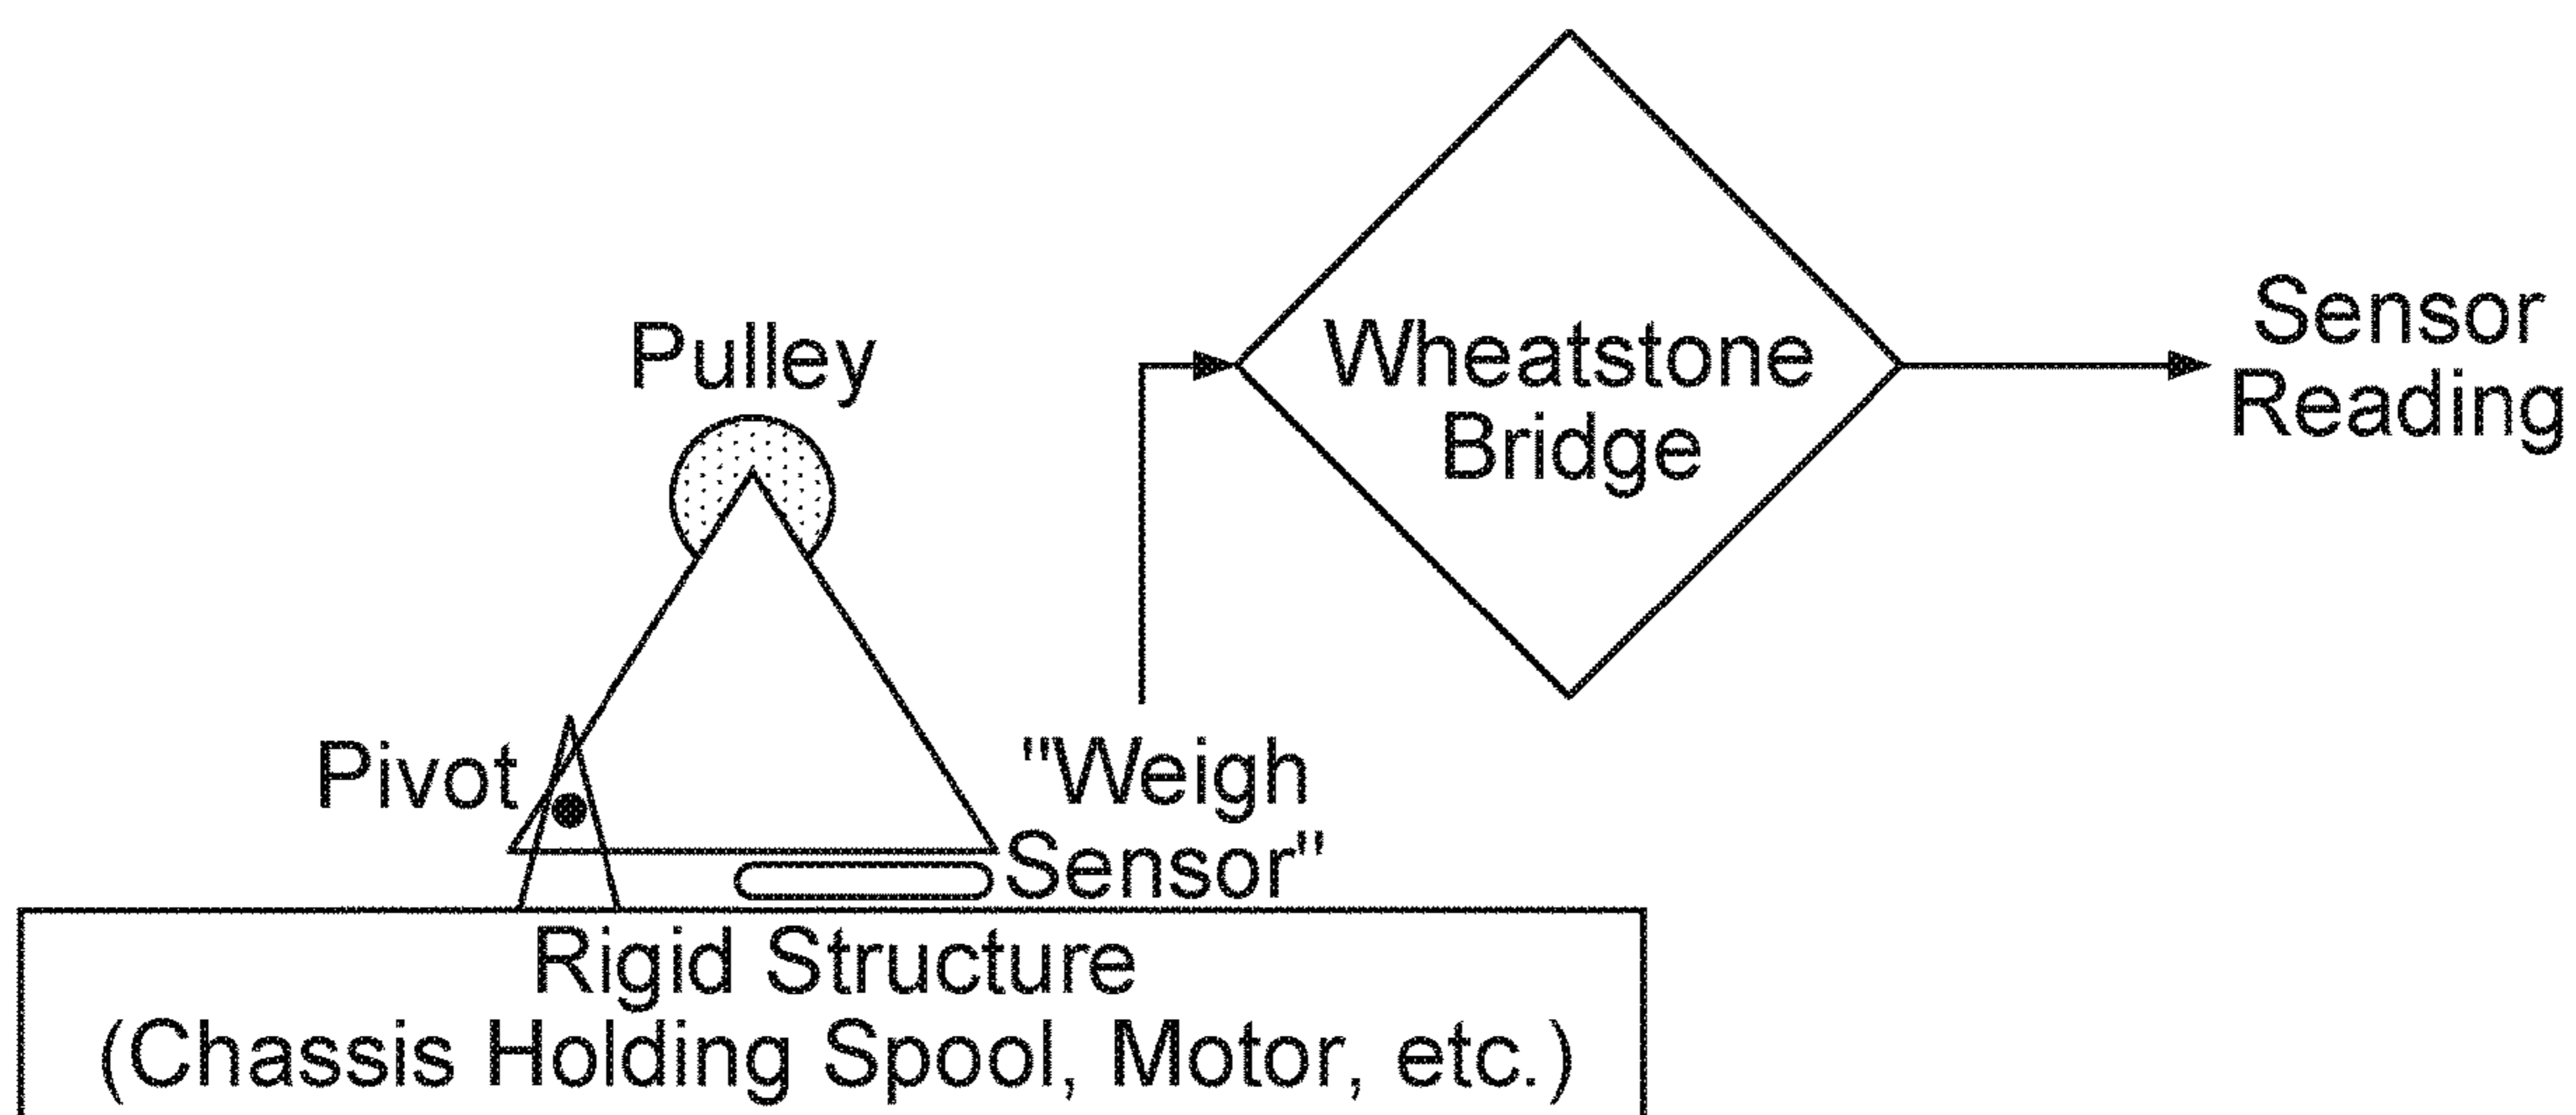 Pulley
Wheatstone
Bridge
Sensor
Reading
Pivot
"Weigh
Sensor"
Rigid Structure
(Chassis Holding Spool, Motor, etc.)